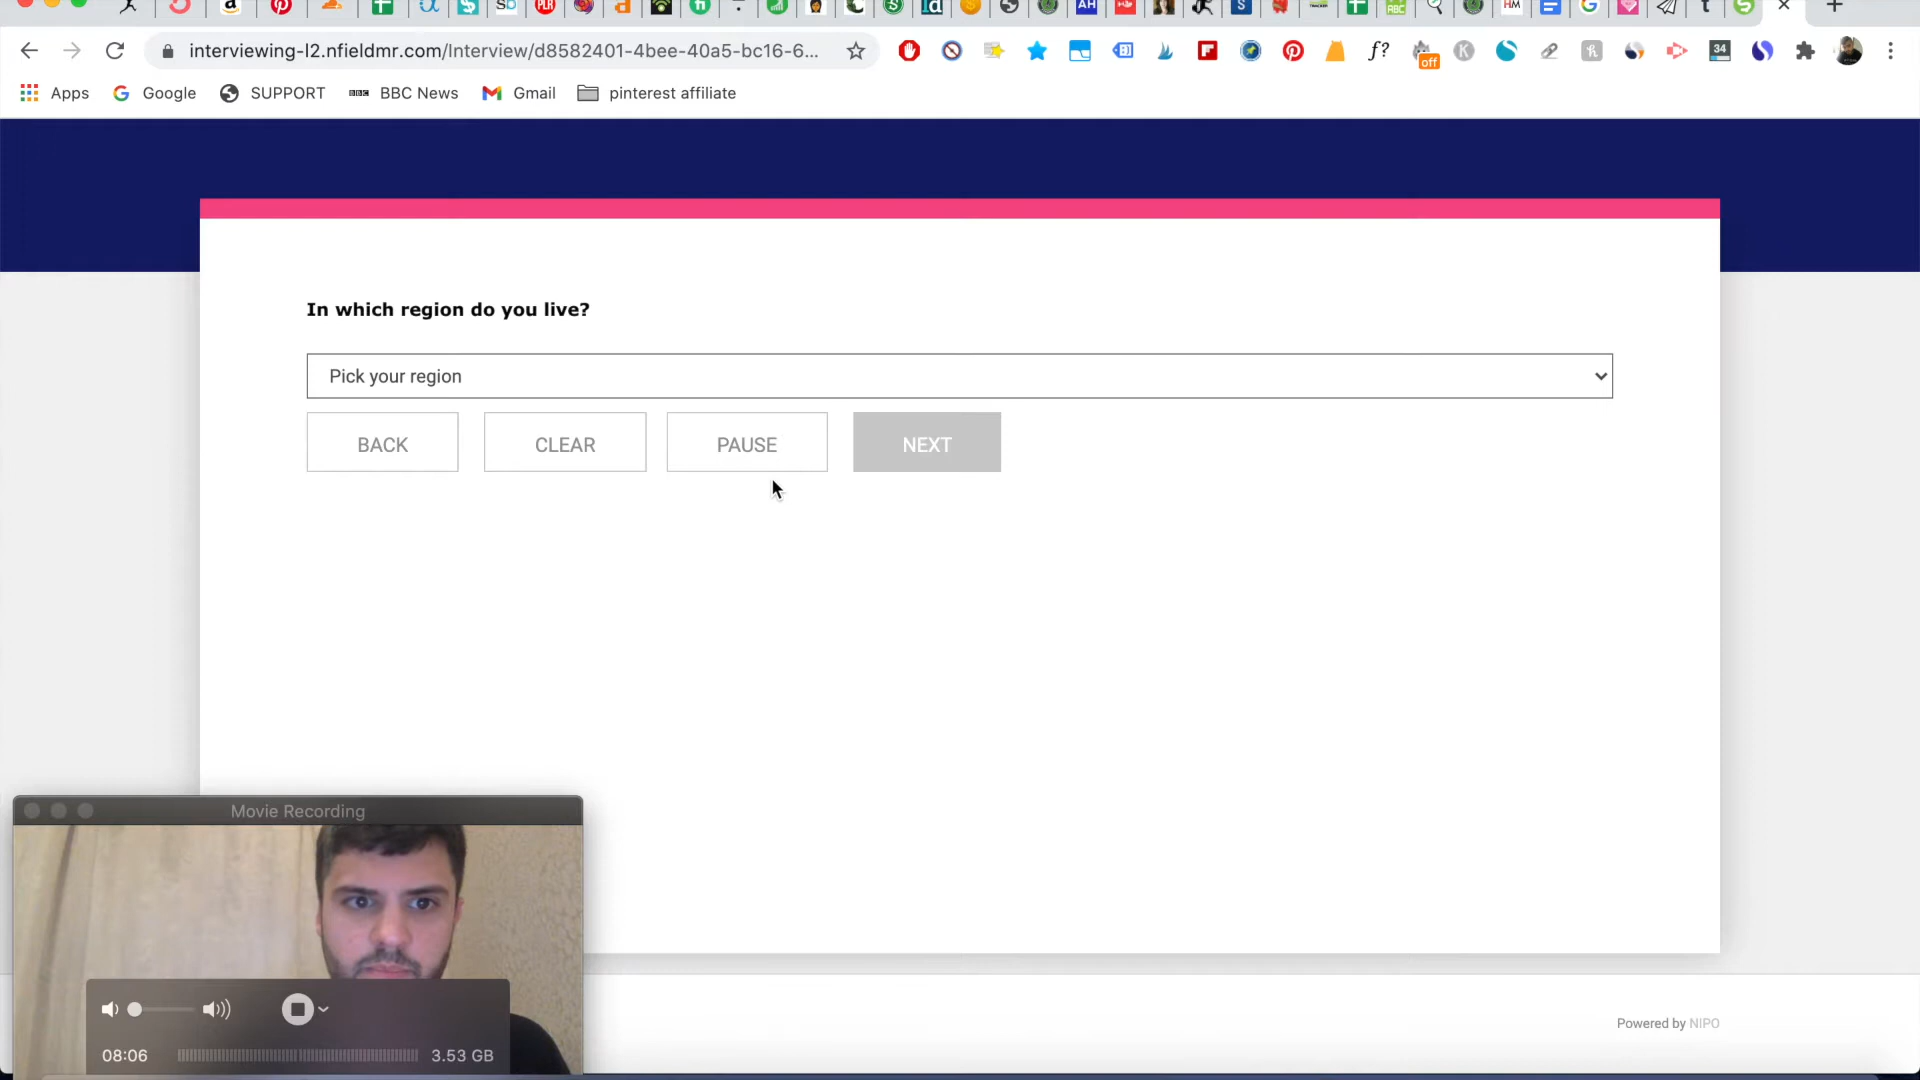 interviewing-l2.nfieldmr.com/Interview/d8582401-4bee-40a5-bc16-6...
off
34
Apps
Google
SUPPORT
BBC News
Gmail
pinterest affiliate
In which region do you live?
Pick your region
BACK
CLEAR
PAUSE
NEXT
Movie Recording
08:06
3.53 GB
Powered by NIPO